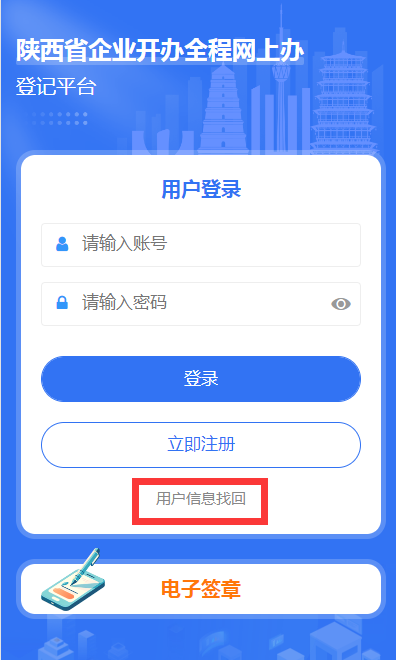 陕西省企业开办全程网上办
登记平台
用户登录
请输入账号
请输入密码
登录
立即注册
用户信息找回
电子签章